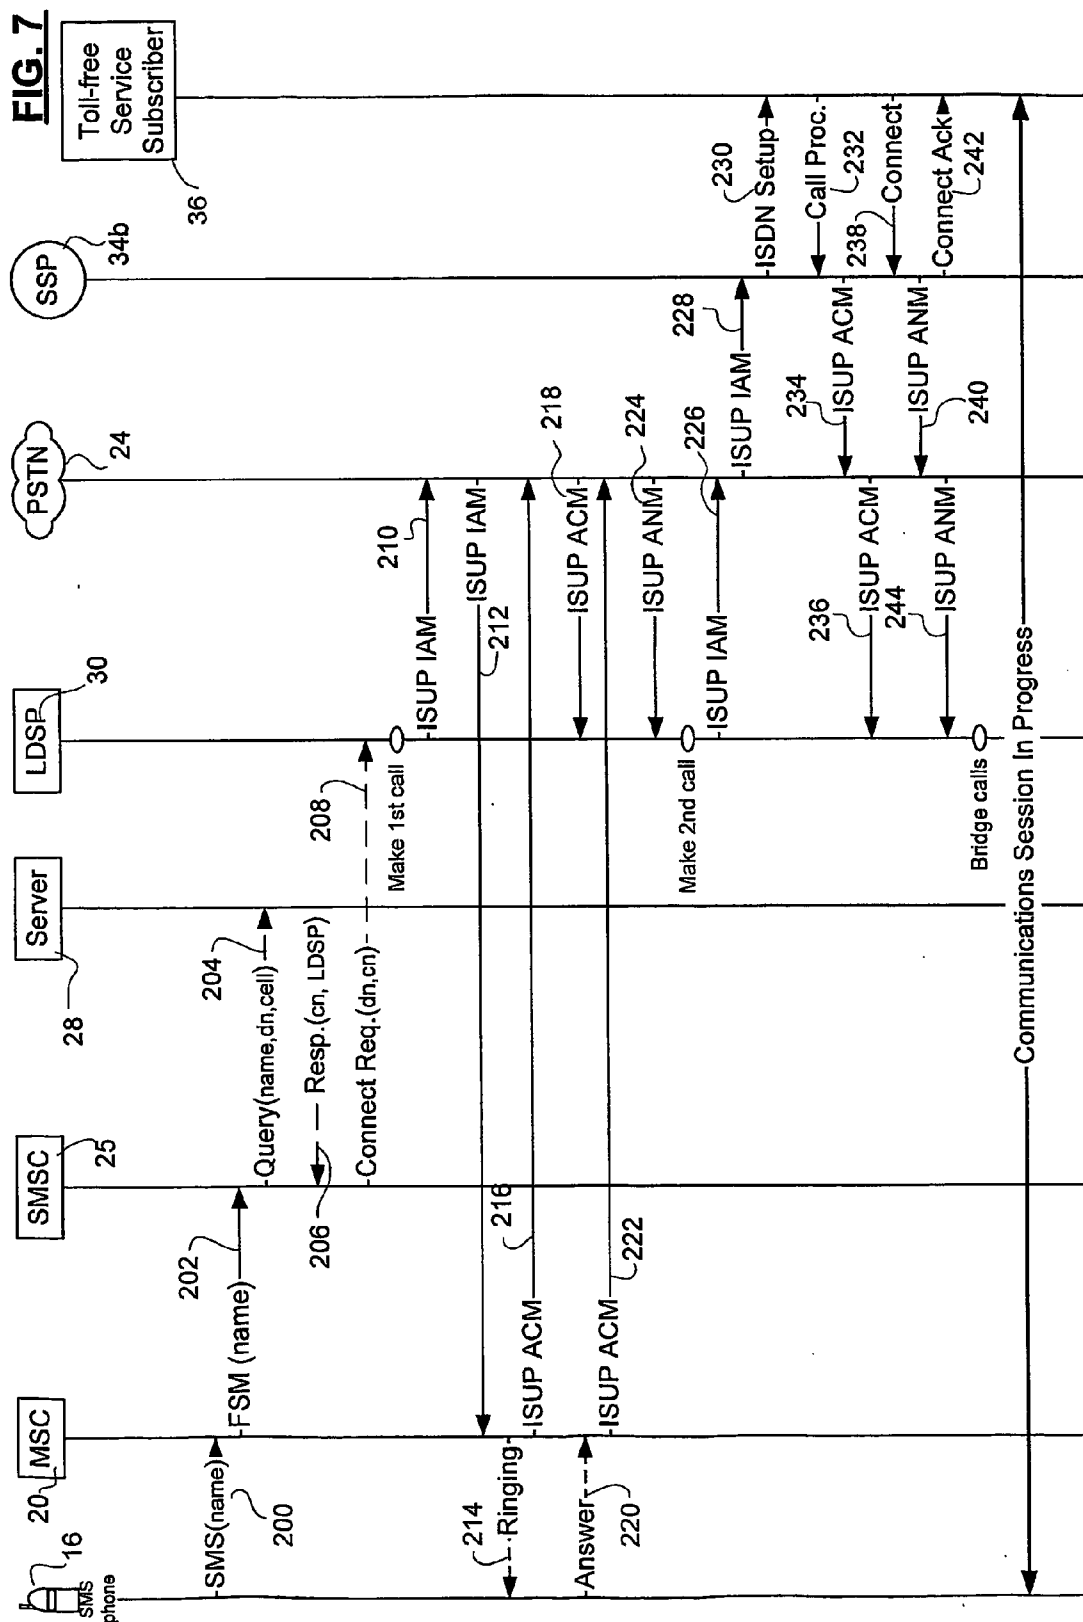 FIG. 7
SMS
phone
16
MSC
20
SMSC
25
Server
28
LDSP
30
PSTN
24
SSP
34b
Toll-free
Service
Subscriber
36
SMS(name)
200
FSM (name)
202
Query(name,dn,cell)
204
Resp.(cn, LDSP)
206
Connect Req.(dn,cn)
208
Make 1st call
ISUP IAM
210
ISUP IAM
212
Ringing
214
ISUP ACM
216
ISUP ACM
218
Answer
220
ISUP ACM
222
ISUP ANM
224
Make 2nd call
ISUP IAM
226
ISUP IAM
228
ISDN Setup
230
Call Proc.
232
ISUP ACM
234
ISUP ACM
236
Connect
238
ISUP ANM
240
Connect Ack
242
ISUP ANM
244
Bridge calls
Communications Session In Progress